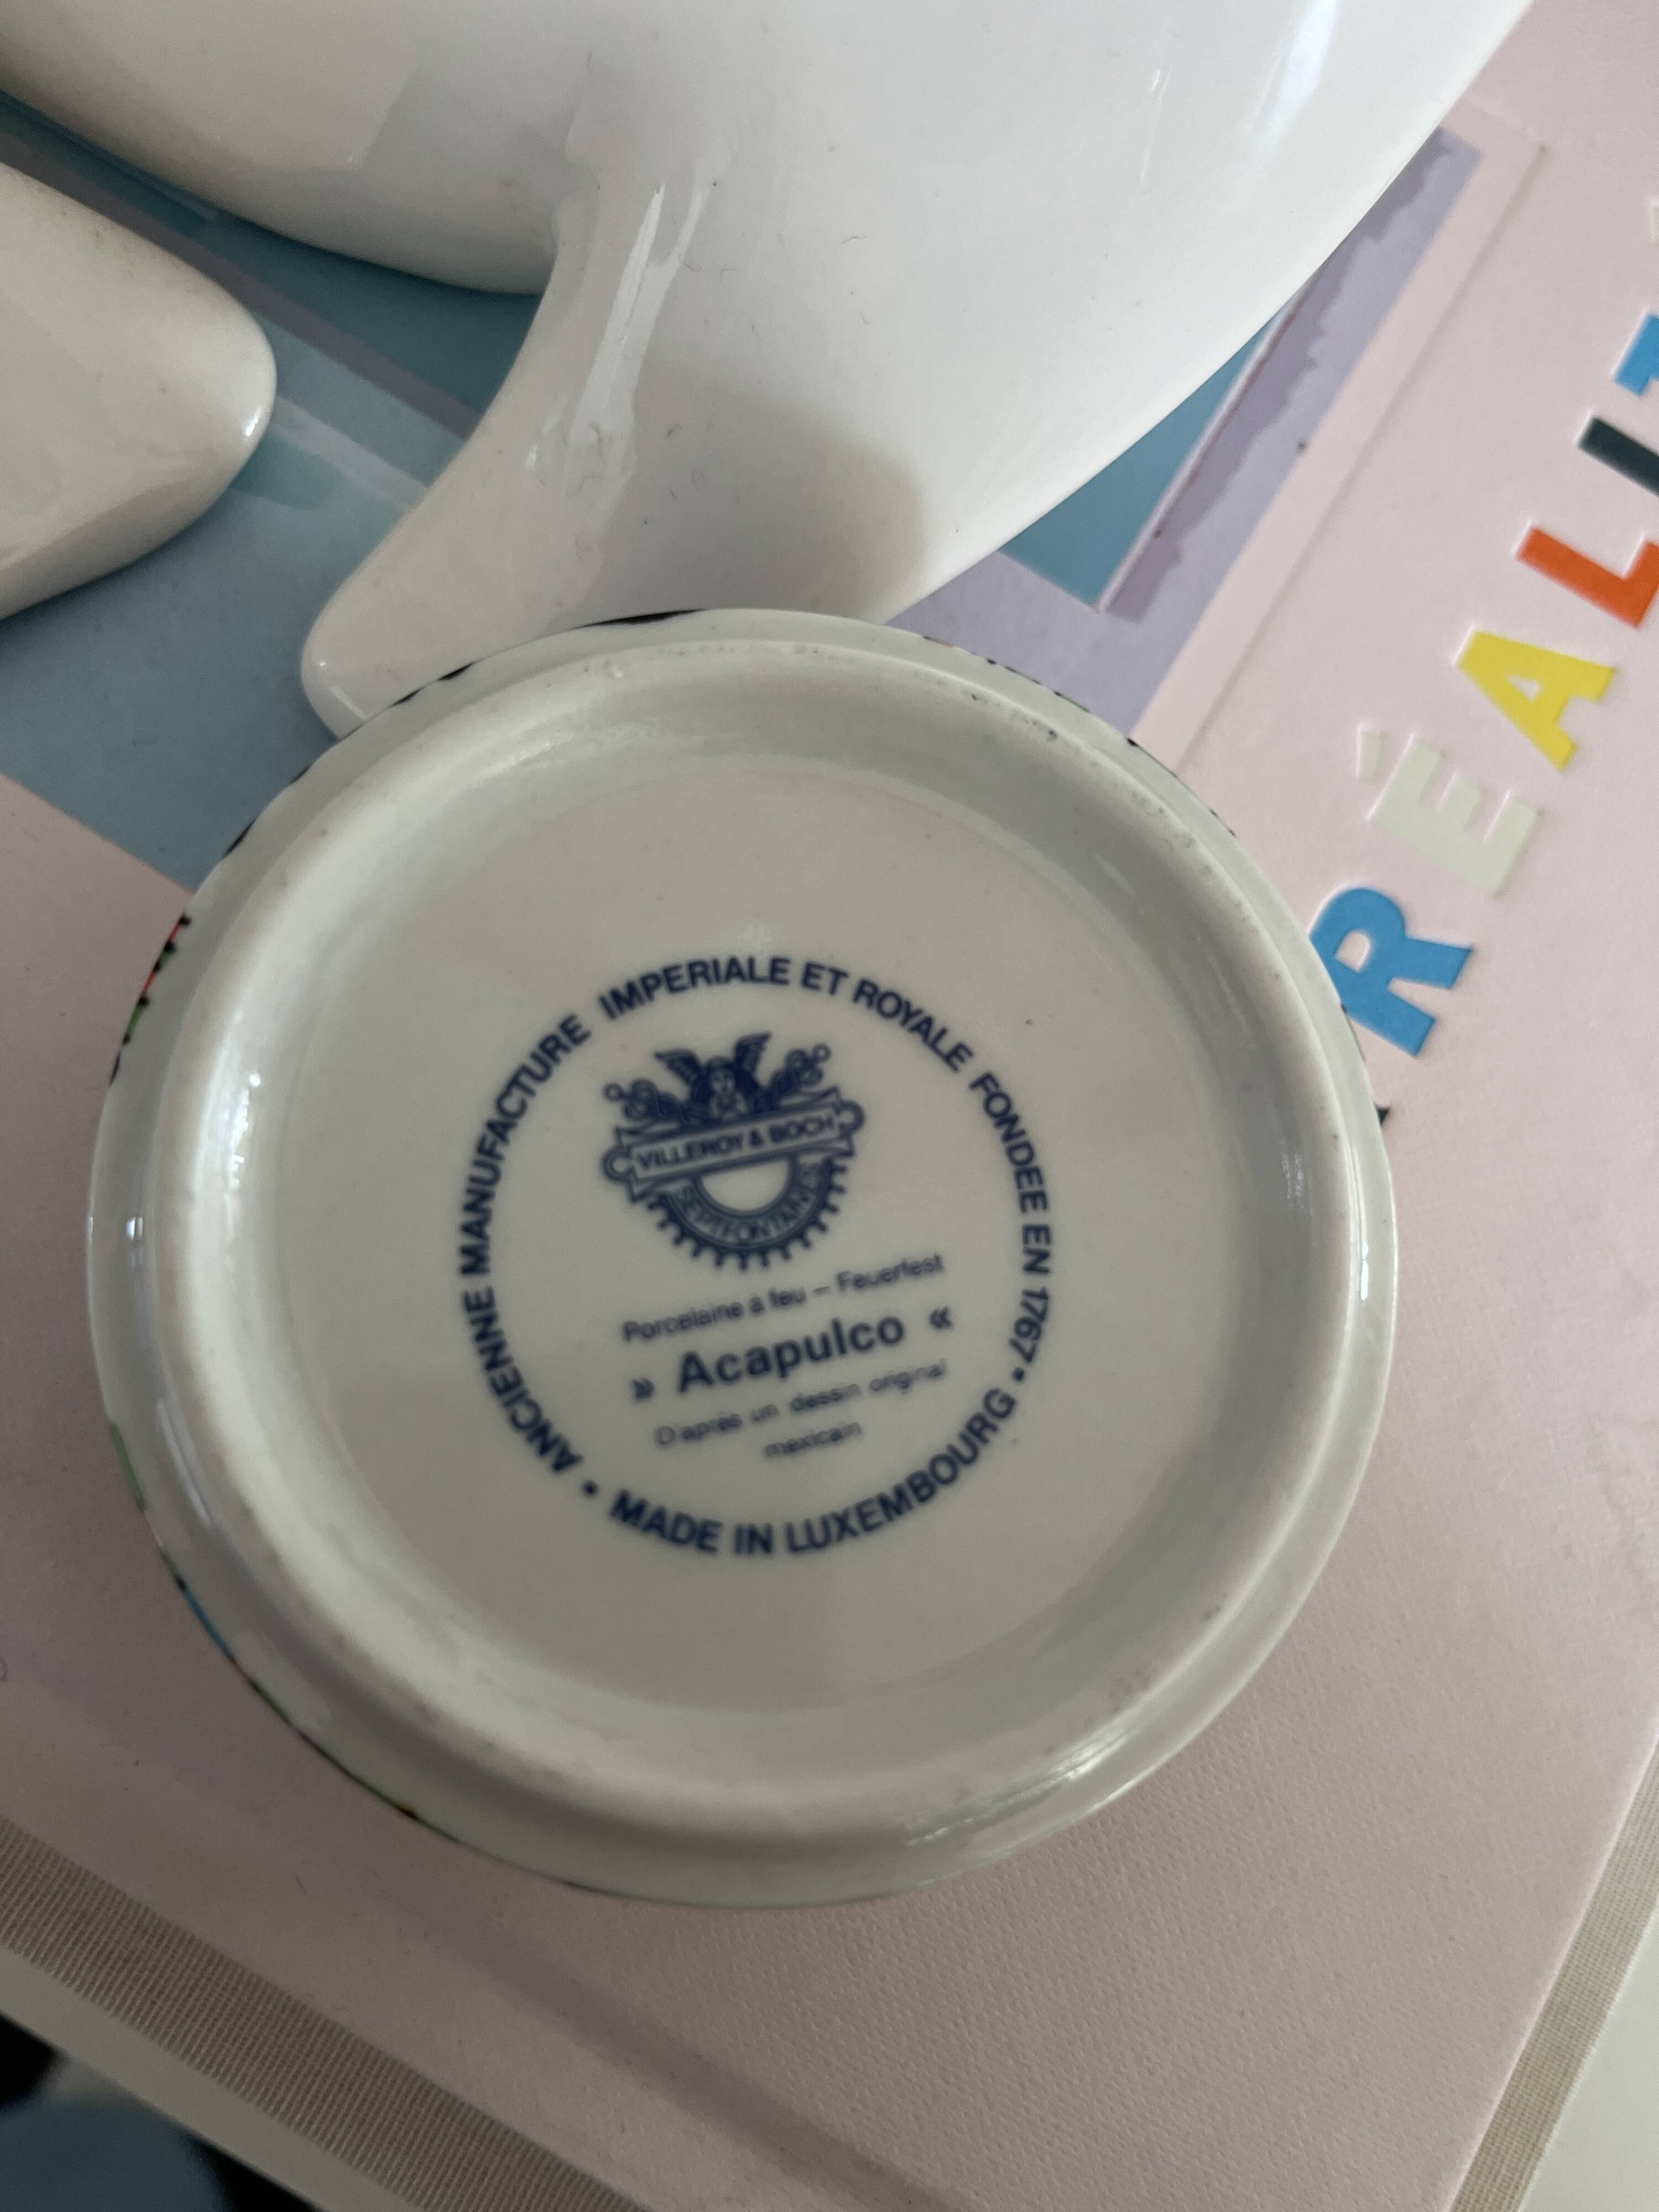 ANCIENNE MANUFACTURE IMPERIALE ET ROYALE FONDEE EN 1767 • MADE IN LUXEMBOURG •
VILLEROY & BOCH
SEPTFONTAINES
Porcelaine à feu – Feuerfest
» Acapulco «
D'après un dessin original
mexicain
RÉALI